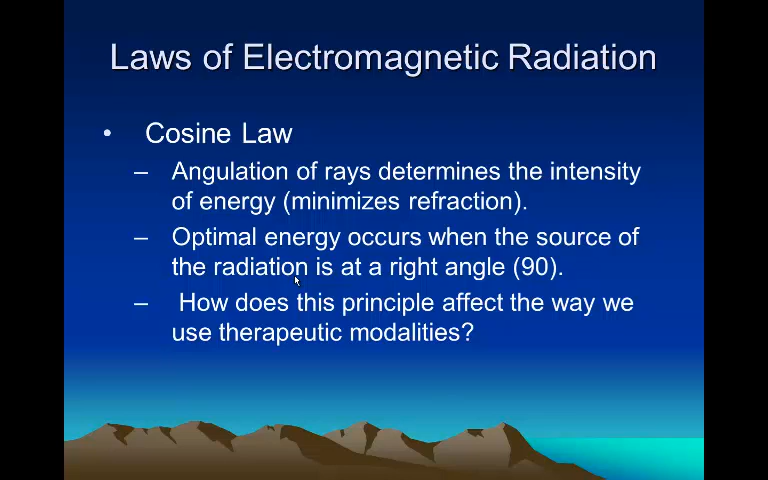 Laws of Electromagnetic Radiation
• Cosine Law
– Angulation of rays determines the intensity
of energy (minimizes refraction).
– Optimal energy occurs when the source of
the radiation is at a right angle (90).
– How does this principle affect the way we
use therapeutic modalities?